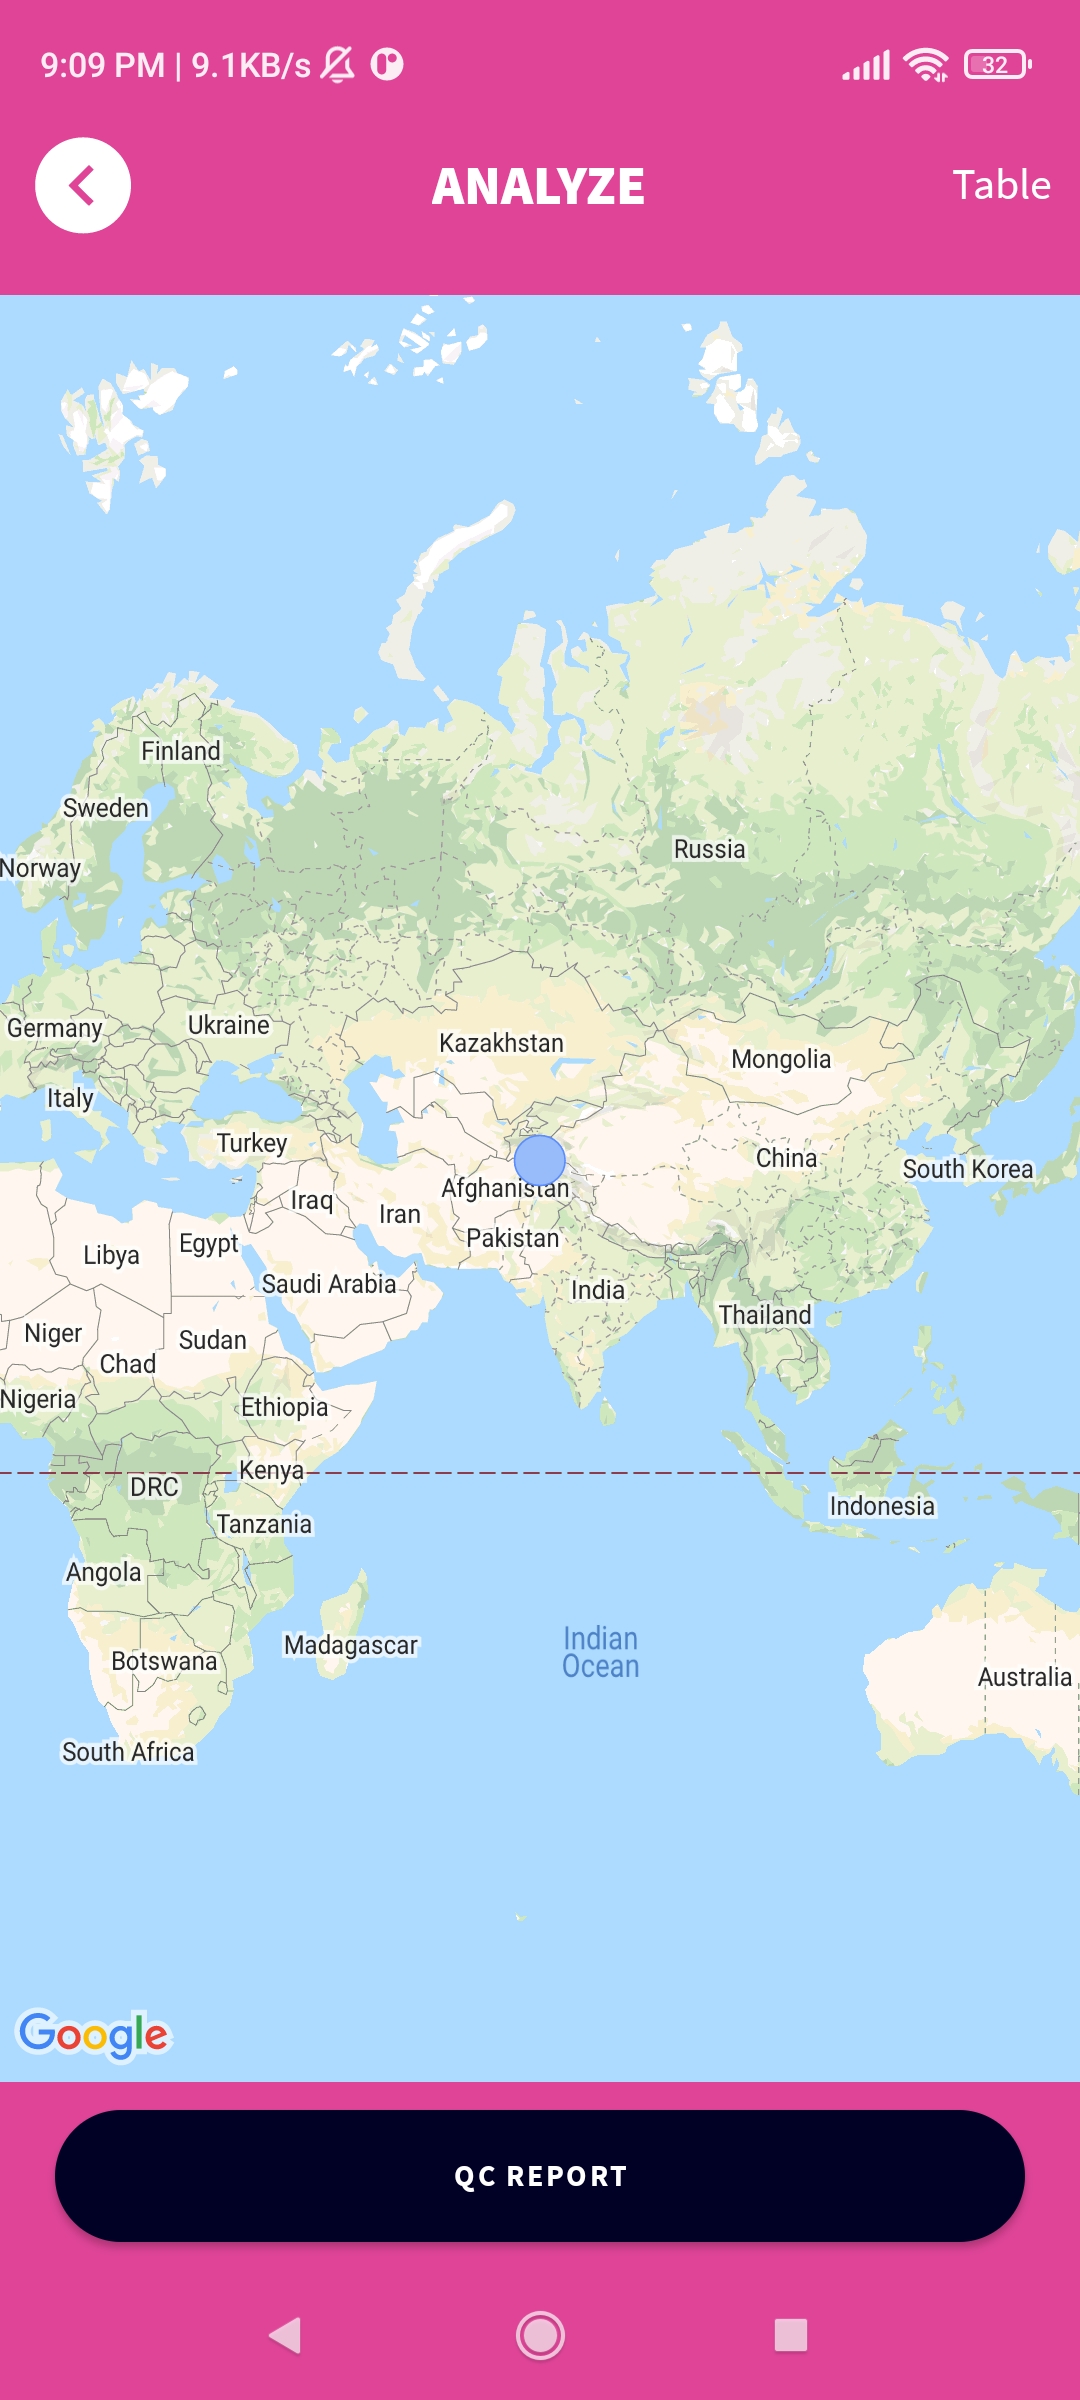 9:09 PM | 9.1KB/s
32
ANALYZE
Table
Finland
Sweden
Norway
Russia
Germany
Ukraine
Kazakhstan
Mongolia
Italy
Turkey
China
South Korea
Afghanistan
Iraq
Iran
Pakistan
Egypt
Libya
Saudi Arabia
India
Thailand
Niger
Sudan
Chad
Nigeria
Ethiopia
Kenya
DRC
Indonesia
Tanzania
Angola
Madagascar
Indian
Ocean
Botswana
Australia
South Africa
Google
QC REPORT